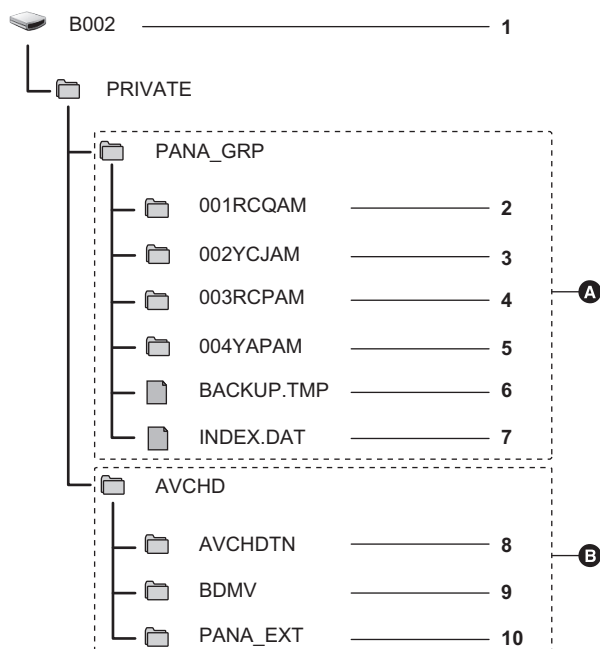 B002 1
PRIVATE
PANA_GRP
001RCQAM 2
002YCJAM 3
003RCPAM 4
A
004YAPAM 5
BACKUP.TMP 6
INDEX.DAT 7
AVCHD
AVCHDTN 8
B
BDMV 9
PANA_EXT 10